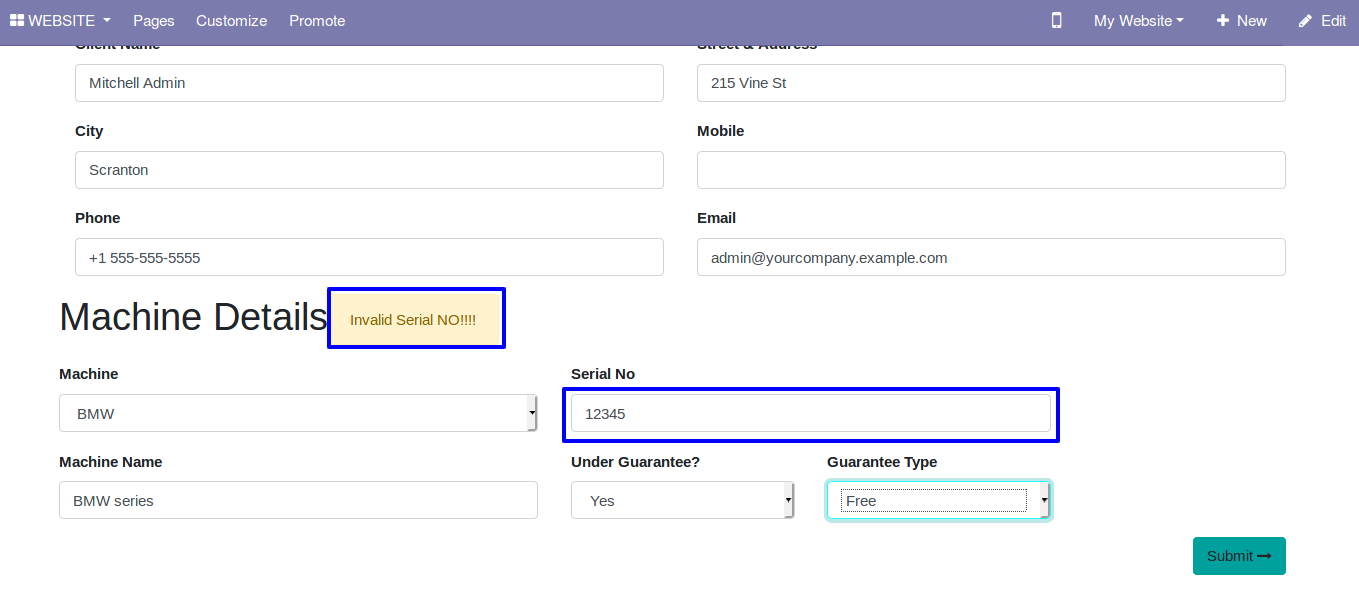 WEBSITE Pages Customize Promote My Website New Edit
Client Name Street & Address
Mitchell Admin 215 Vine St
City Mobile
Scranton
Phone Email
+1 555-555-5555 admin@yourcompany.example.com
Machine Details Invalid Serial NO!!!!
Machine Serial No
BMW 12345
Machine Name Under Guarantee? Guarantee Type
BMW series Yes Free
Submit